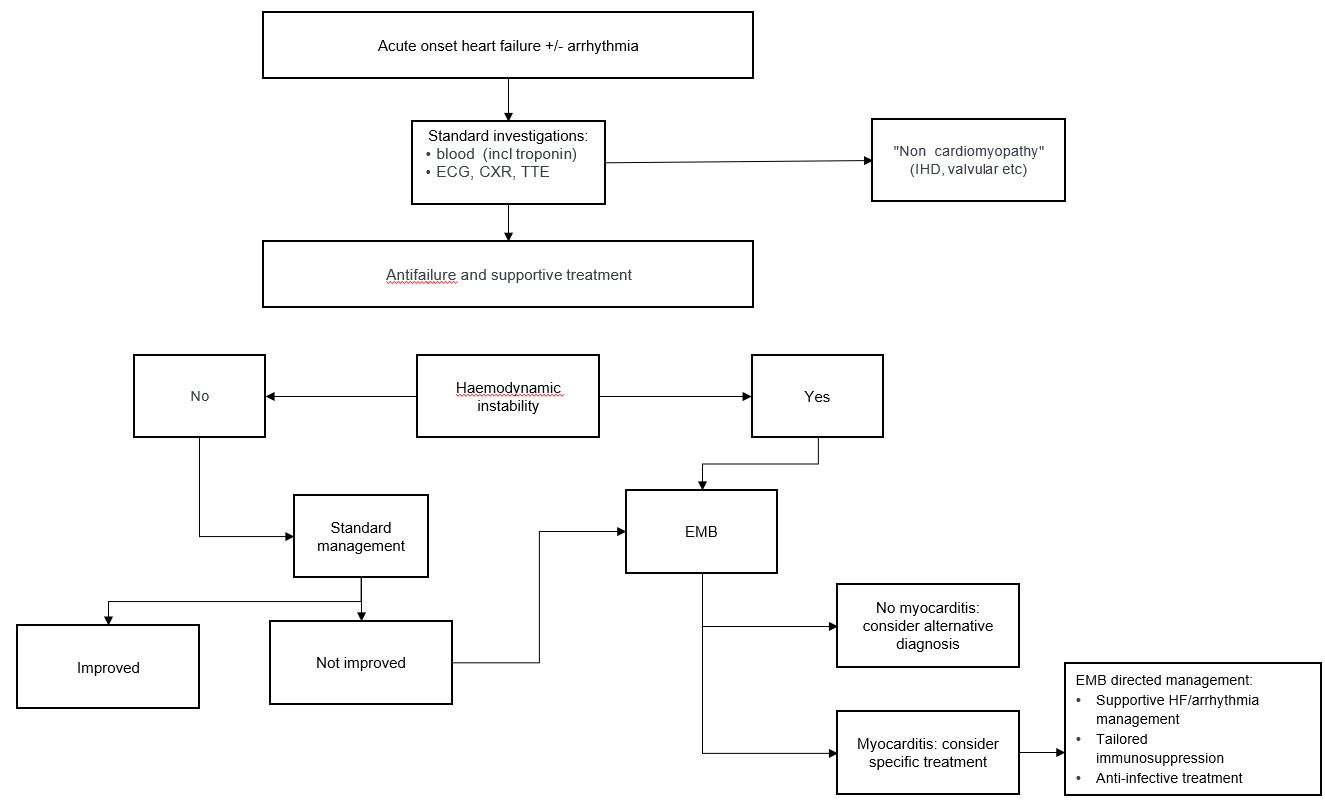 Acute onset heart failure +/- arrhythmia
Standard investigations:
• blood (incl troponin)
• ECG, CXR, TTE
"Non cardiomyopathy"
(IHD, valvular etc)
Antifailure and supportive treatment
No
Haemodynamic
instability
Yes
Standard
management
EMB
Improved
Not improved
No myocarditis:
consider alternative
diagnosis
Myocarditis: consider
specific treatment
EMB directed management:
• Supportive HF/arrhythmia
management
• Tailored
immunosuppression
• Anti-infective treatment